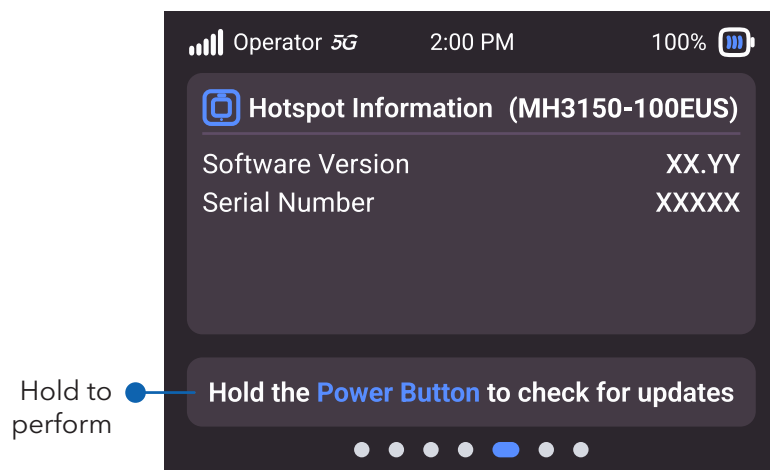 Operator 5G 2:00 PM 100%
Hotspot Information (MH3150-100EUS)
Software Version XX.YY
Serial Number XXXXX
Hold to
perform
Hold the Power Button to check for updates